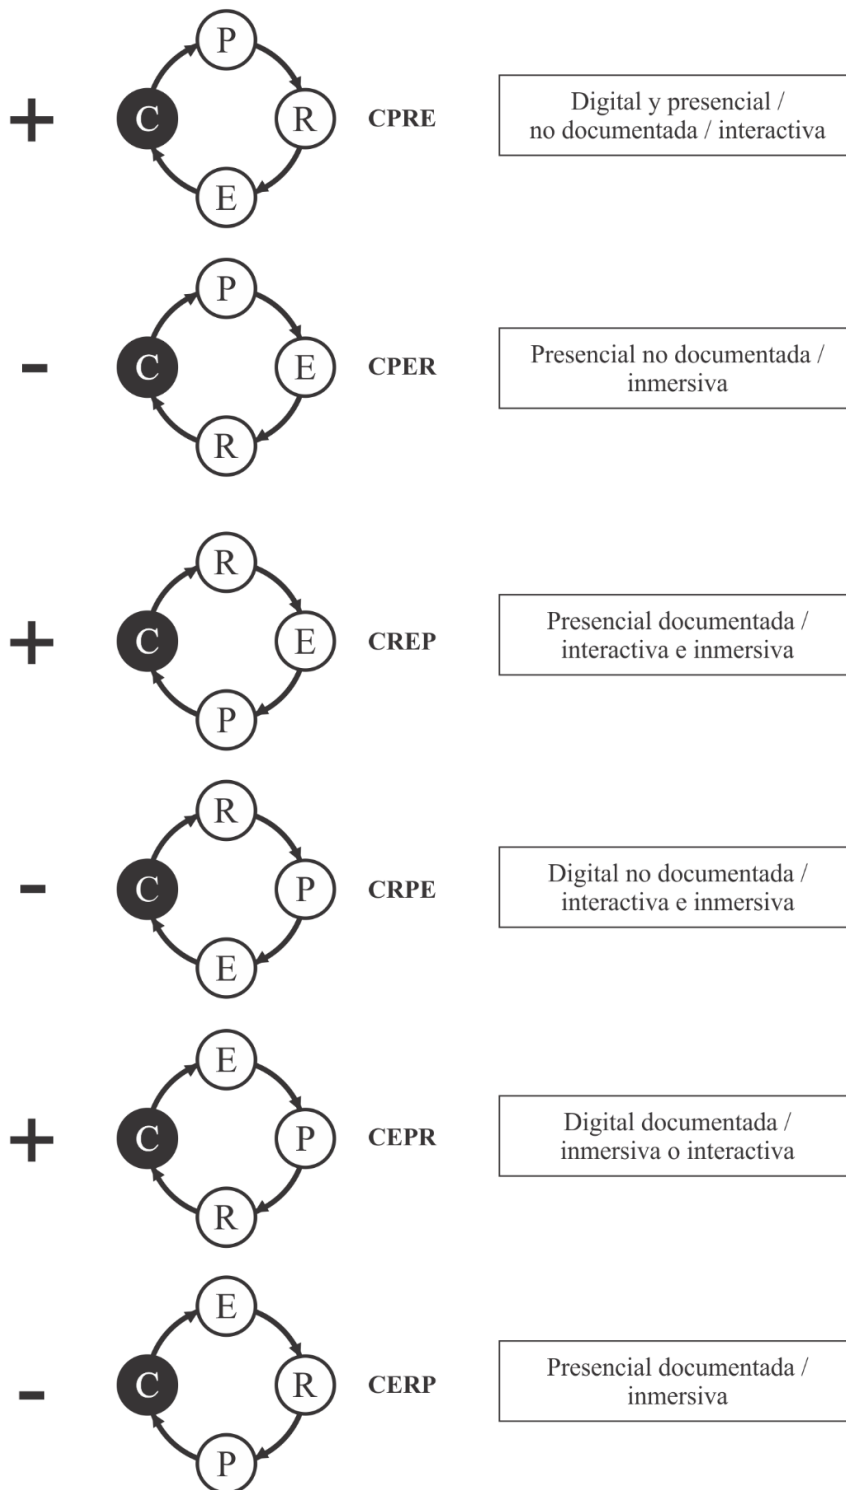 +
P
C
R
E
CPRE
Digital y presencial /
no documentada / interactiva
-
P
C
E
R
CPER
Presencial no documentada /
inmersiva
+
R
C
E
P
CREP
Presencial documentada /
interactiva e inmersiva
-
R
C
P
E
CRPE
Digital no documentada /
interactiva e inmersiva
+
E
C
P
R
CEPR
Digital documentada /
inmersiva o interactiva
-
E
C
R
P
CERP
Presencial documentada /
inmersiva